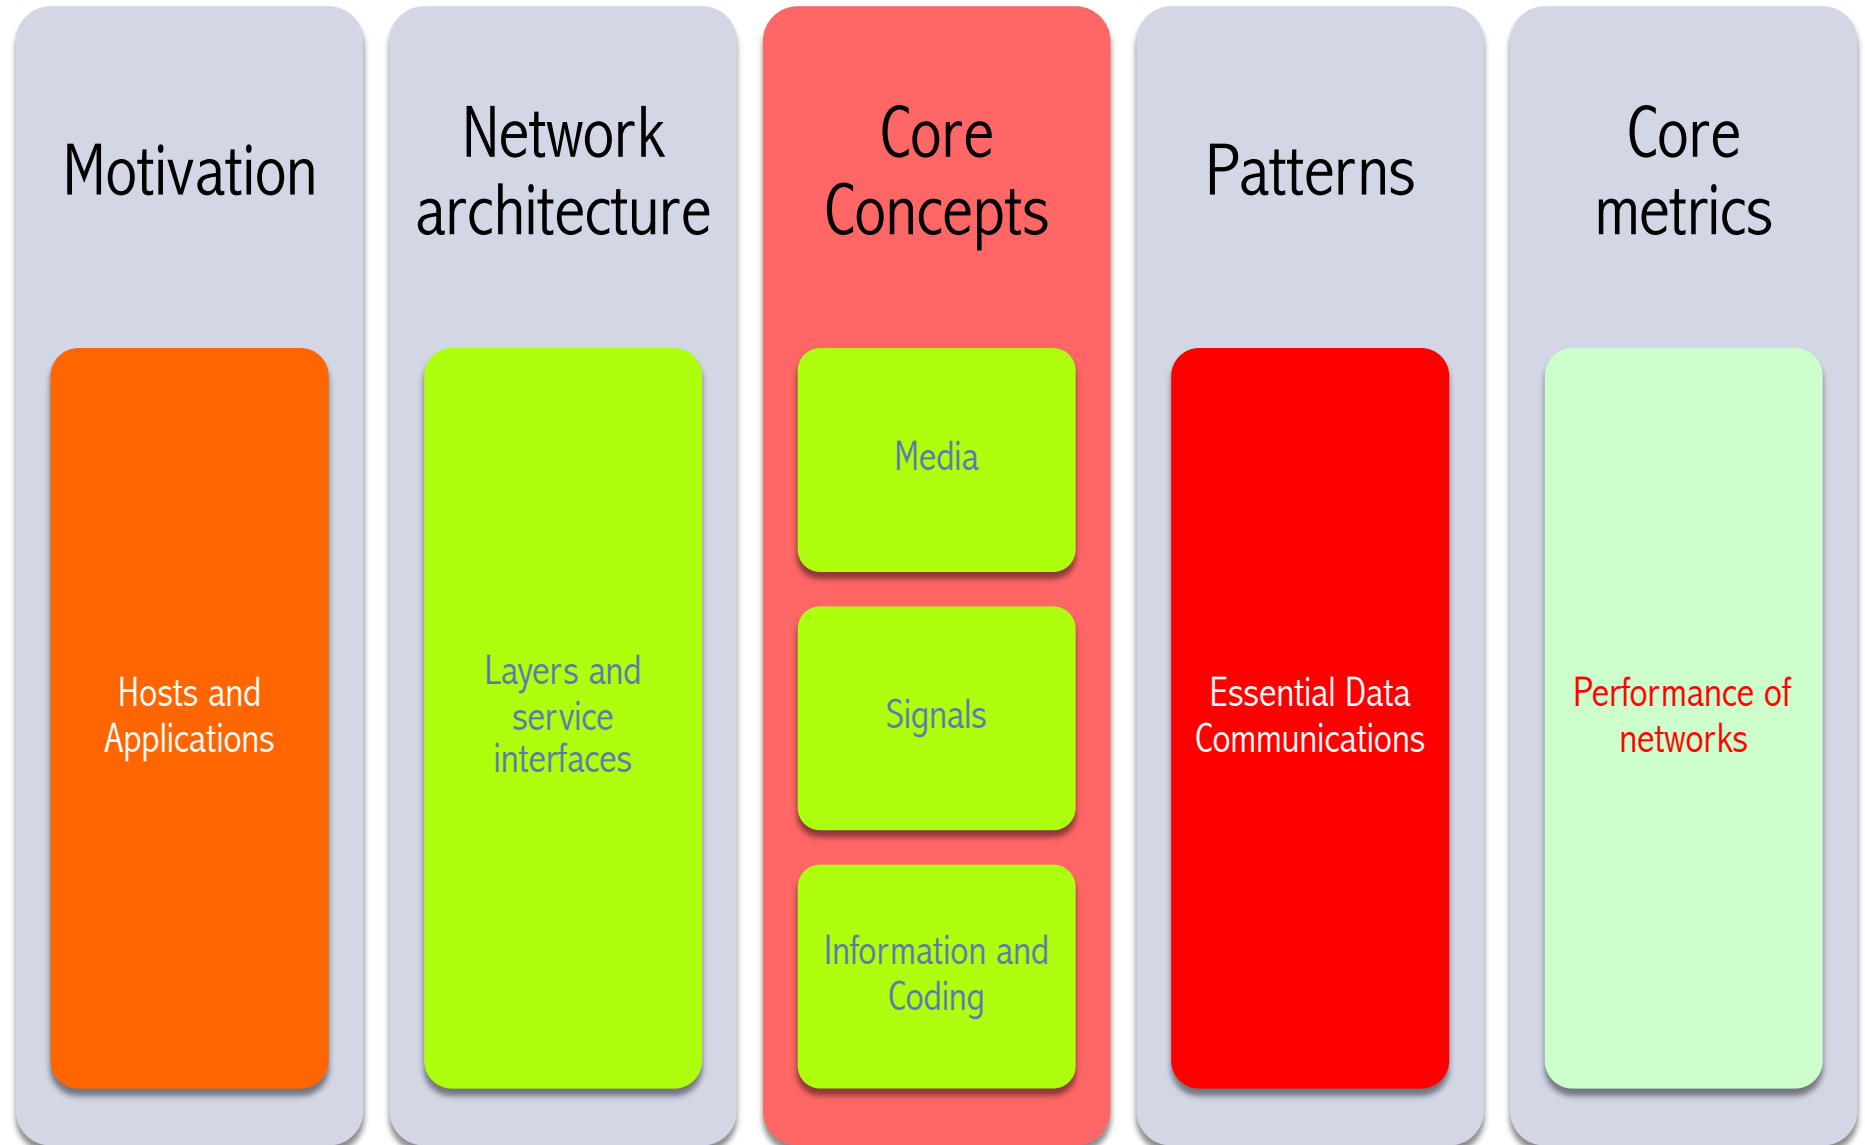 Motivation
Hosts and
Applications
Network
architecture
Layers and
service
interfaces
Core
Concepts
Media
Signals
Information and
Coding
Patterns
Essential Data
Communications
Core
metrics
Performance of
networks